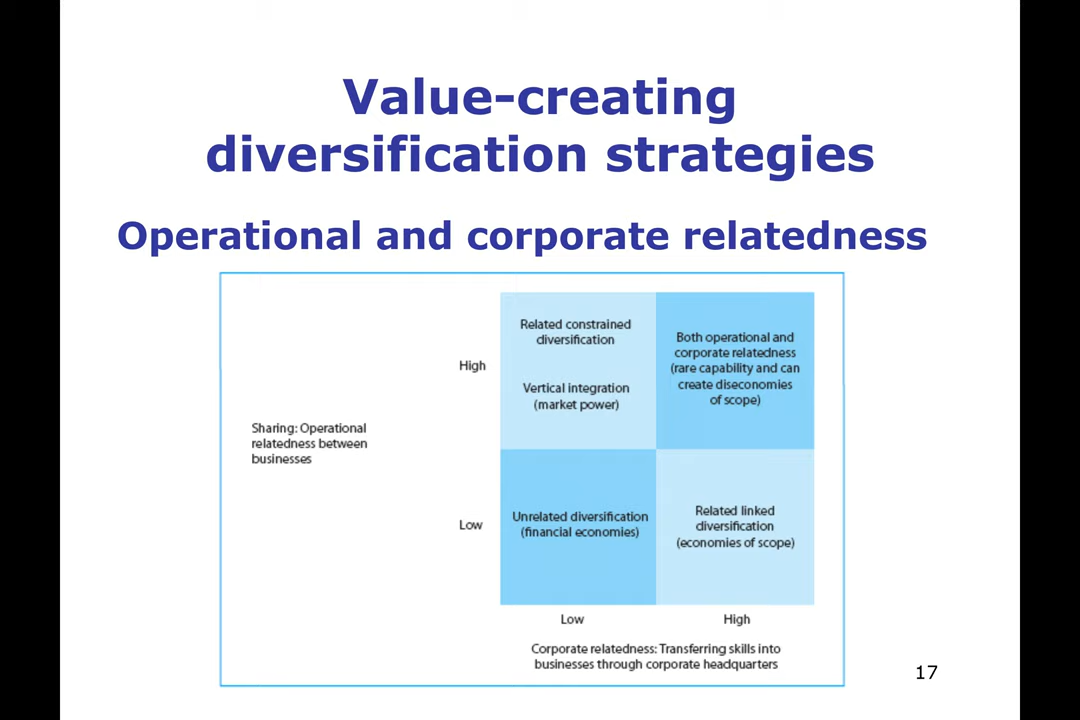 Value-creating
diversification strategies
Operational and corporate relatedness
Related constrained
diversification
Vertical integration
(market power)
Both operational and
corporate relatedness
(rare capability and can
create diseconomies
of scope)
High
Sharing: Operational
relatedness between
businesses
Low
Unrelated diversification
(financial economies)
Related linked
diversification
(economies of scope)
Low
High
Corporate relatedness: Transferring skills into
businesses through corporate headquarters
17